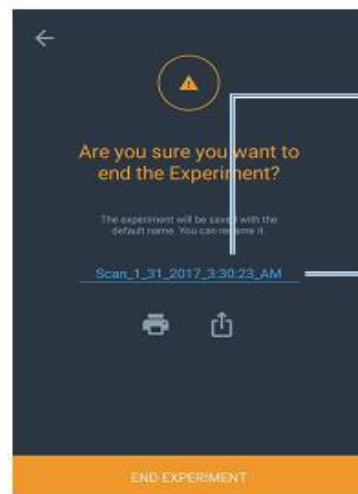 Are you sure you want to
end the Experiment?
The experiment will be saved with the
default name. You can rename it.
Scan_1_31_2017_3:30:23_AM
END EXPERIMENT